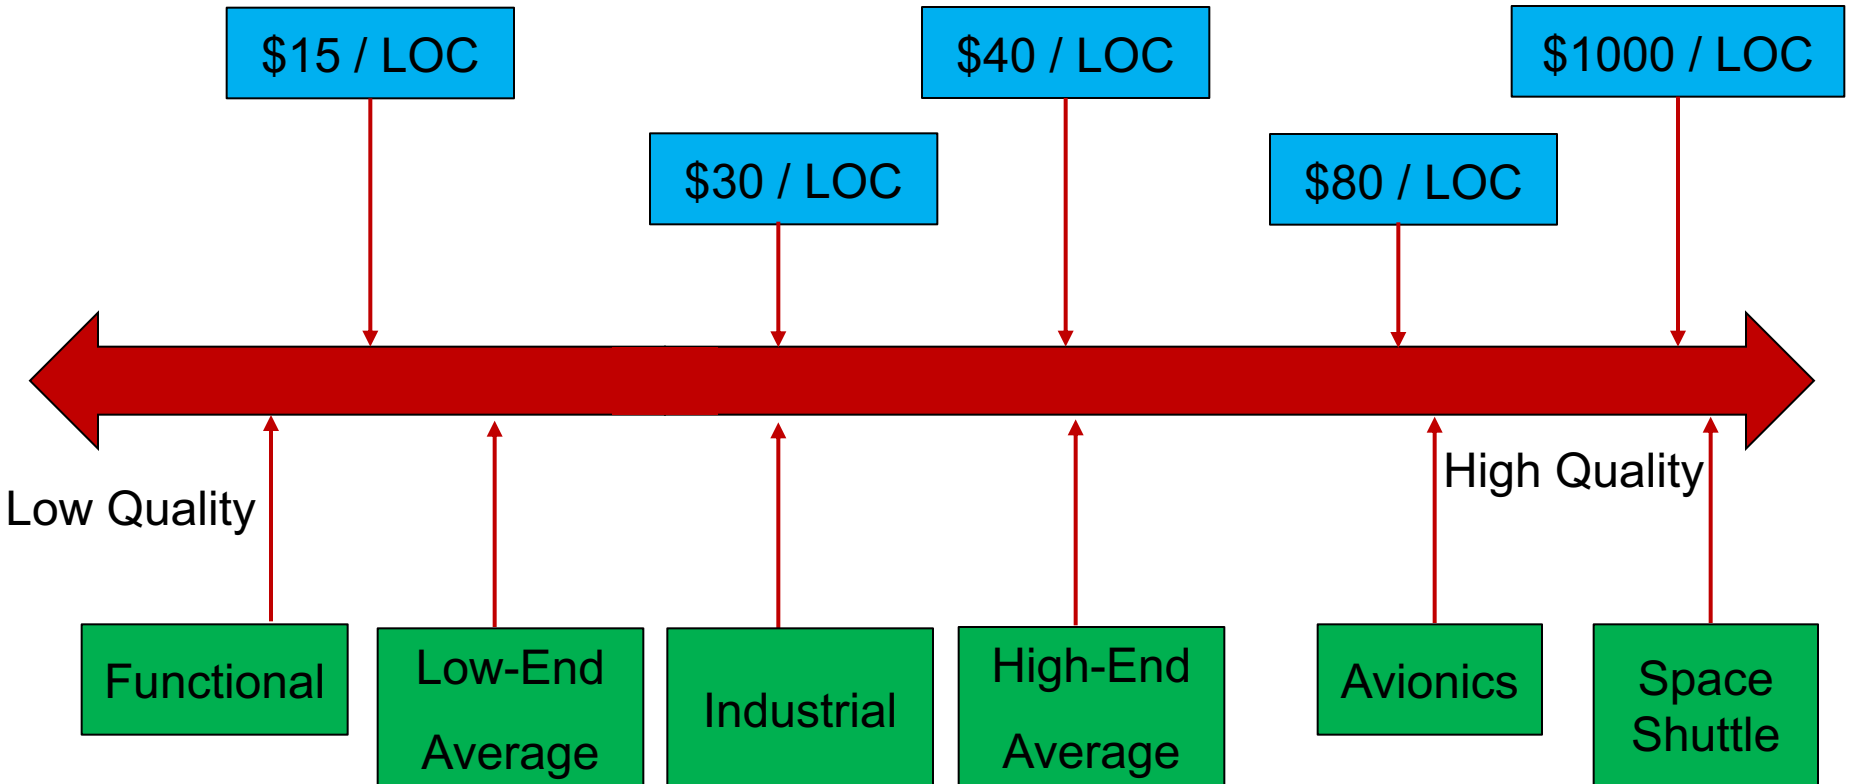 $15 / LOC
$40 / LOC
$1000 / LOC
$30 / LOC
$80 / LOC
Low Quality
High Quality
Functional
Low-End
Average
Industrial
High-End
Average
Avionics
Space
Shuttle